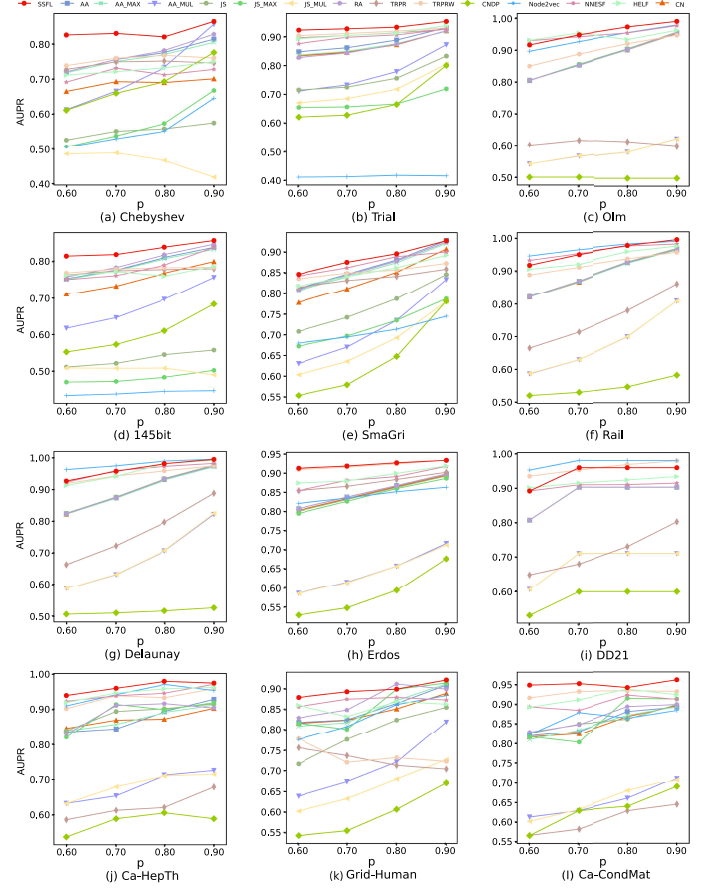 SSFL AA AA_MAX AA_MUL JS JS_MAX JS_MUL RA TRPR TRPRW CNDP Node2vec NNESF HELF CN
AUPR
0.80
0.70
0.60
0.50
0.40
0.60 0.70 0.80 0.90
p
(a) Chebyshev
0.90
0.80
0.70
0.60
0.50
0.40
0.60 0.70 0.80 0.90
p
(b) Trial
1.00
0.90
0.80
0.70
0.60
0.50
0.60 0.70 0.80 0.90
p
(c) Olm
AUPR
0.80
0.70
0.60
0.50
0.60 0.70 0.80 0.90
p
(d) 145bit
0.90
0.85
0.80
0.75
0.70
0.65
0.60
0.55
0.60 0.70 0.80 0.90
p
(e) SmaGri
1.00
0.90
0.80
0.70
0.60
0.50
0.60 0.70 0.80 0.90
p
(f) Rail
AUPR
1.00
0.90
0.80
0.70
0.60
0.50
0.60 0.70 0.80 0.90
p
(g) Delaunay
0.95
0.90
0.85
0.80
0.75
0.70
0.65
0.60
0.55
0.60 0.70 0.80 0.90
p
(h) Erdos
1.00
0.90
0.80
0.70
0.60
0.60 0.70 0.80 0.90
p
(i) DD21
AUPR
1.00
0.90
0.80
0.70
0.60
0.60 0.70 0.80 0.90
p
(j) Ca-HepTh
0.90
0.85
0.80
0.75
0.70
0.65
0.60
0.55
0.60 0.70 0.80 0.90
p
(k) Grid-Human
0.95
0.90
0.85
0.80
0.75
0.70
0.65
0.60
0.55
0.60 0.70 0.80 0.90
p
(l) Ca-CondMat